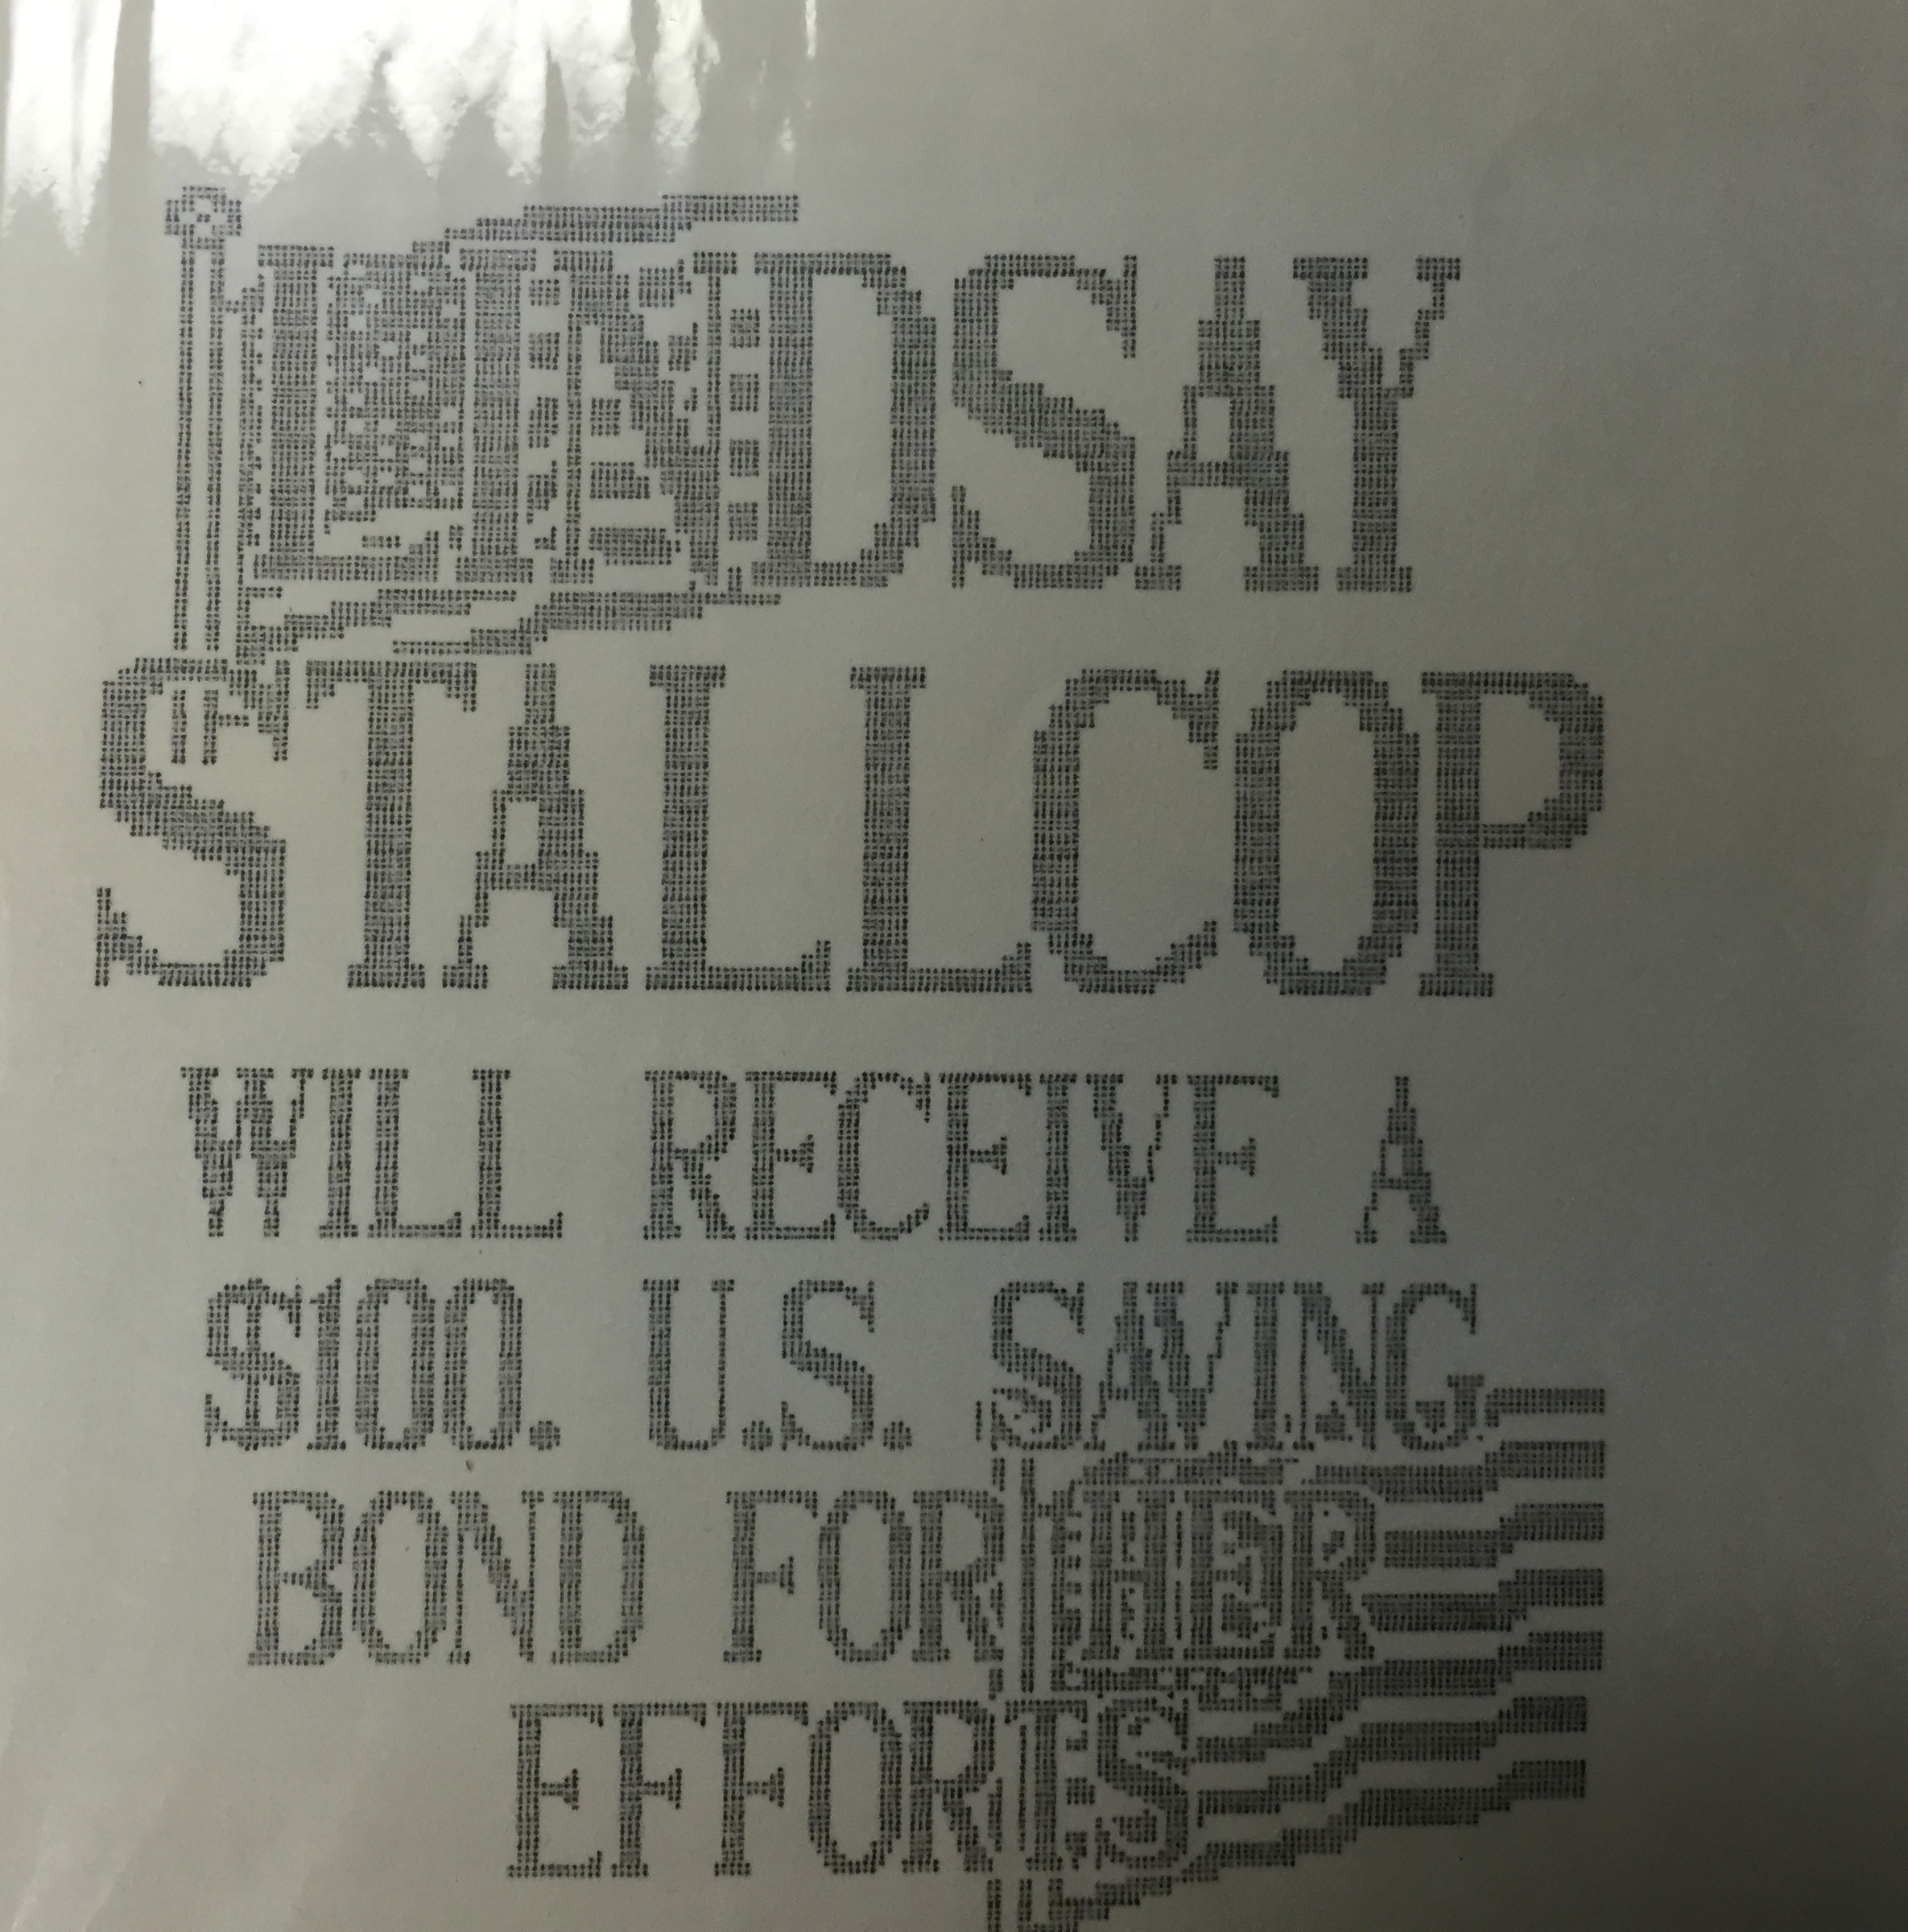 LINDSAY
STALLCOP
WILL RECEIVE A
$100. U.S. SAVING
BOND FOR HER
EFFORTS